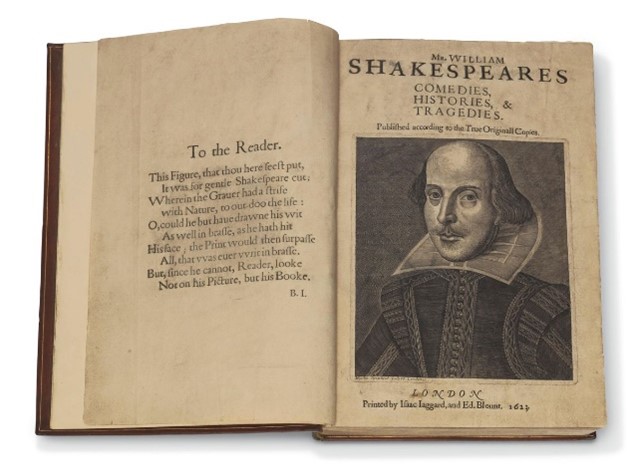 To the Reader.
This Figure, that thou here seest put,
It was for gentle Shakespeare cut;
Wherein the Grauer had a strife
with Nature, to out-doo the life :
O, could he but haue drawne his wit
As well in brasse, as he hath hit
His face ; the Print would then surpasse
All, that vvas euer vvrit in brasse.
But, since he cannot, Reader, looke
Not on his Picture, but his Booke.
B. I.
Mr. WILLIAM
SHAKESPEARES
COMEDIES,
HISTORIES, &
TRAGEDIES.
Published according to the True Originall Copies.
LONDON
Printed by Isaac Iaggard, and Ed. Blount. 1623